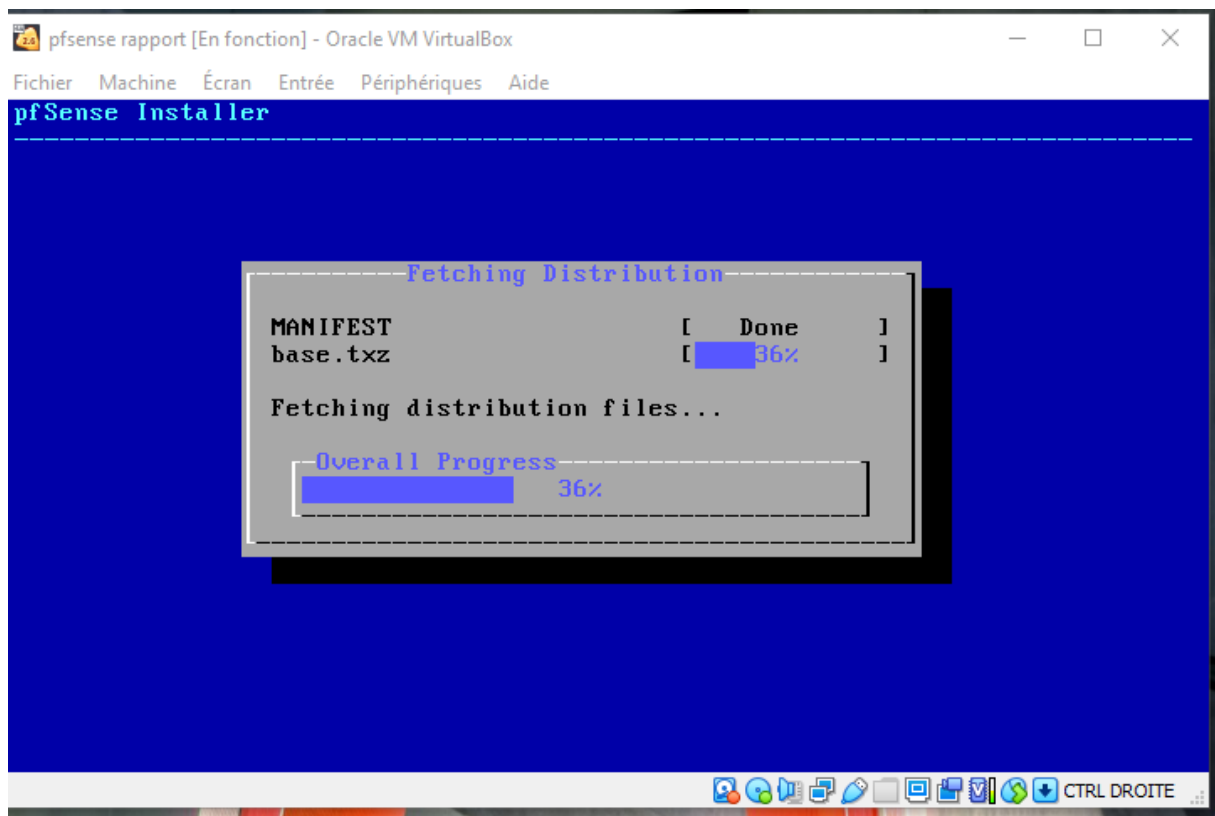 pfsense rapport [En fonction] - Oracle VM VirtualBox
Fichier Machine Écran Entrée Périphériques Aide
pfSense Installer
Fetching Distribution
MANIFEST [ Done ]
base.txz [ 36% ]
Fetching distribution files...
Overall Progress
36%
CTRL DROITE